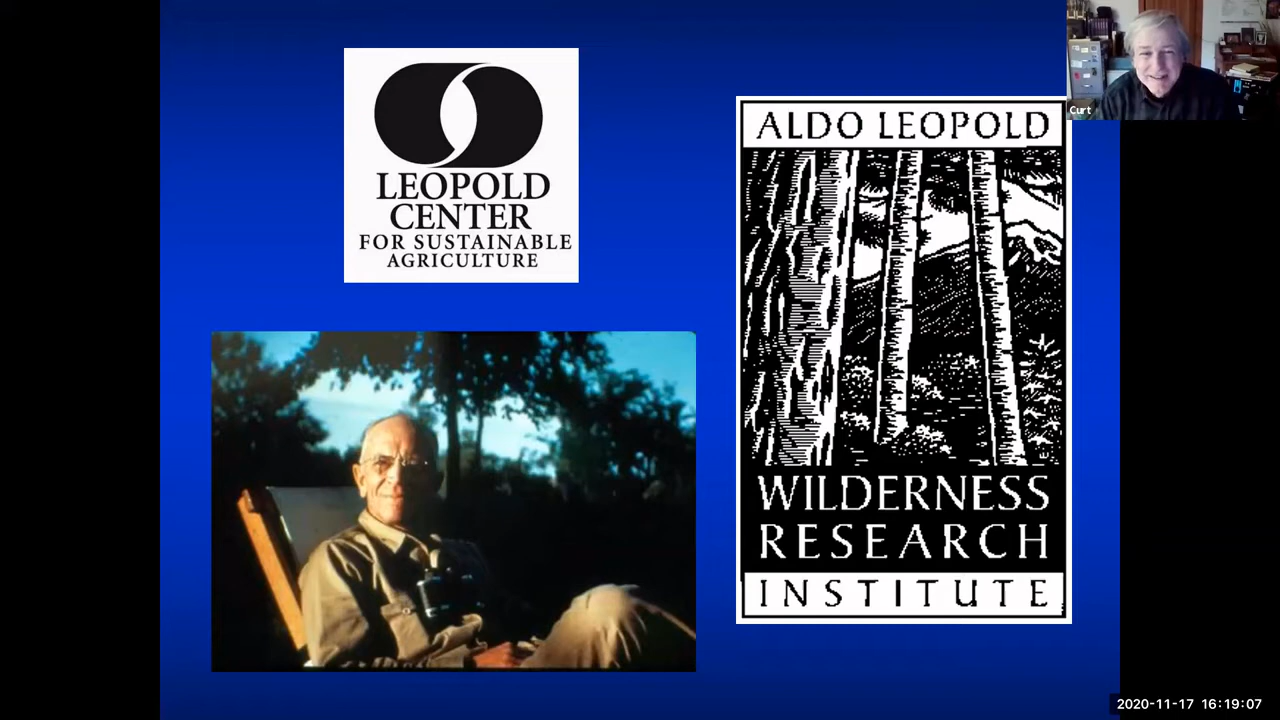 LEOPOLD
CENTER
FOR SUSTAINABLE
AGRICULTURE
ALDO LEOPOLD
WILDERNESS
RESEARCH
INSTITUTE
Curt
2020-11-17 16:19:07